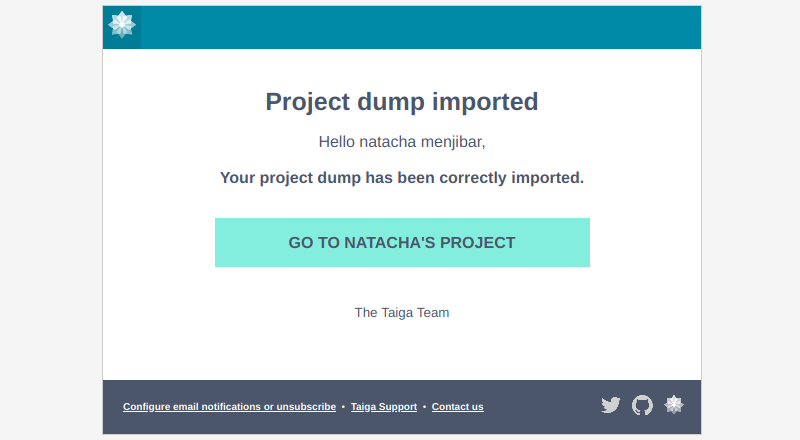 Project dump imported
Hello natacha menjibar,
Your project dump has been correctly imported.
GO TO NATACHA'S PROJECT
The Taiga Team
Configure email notifications or unsubscribe • Taiga Support • Contact us